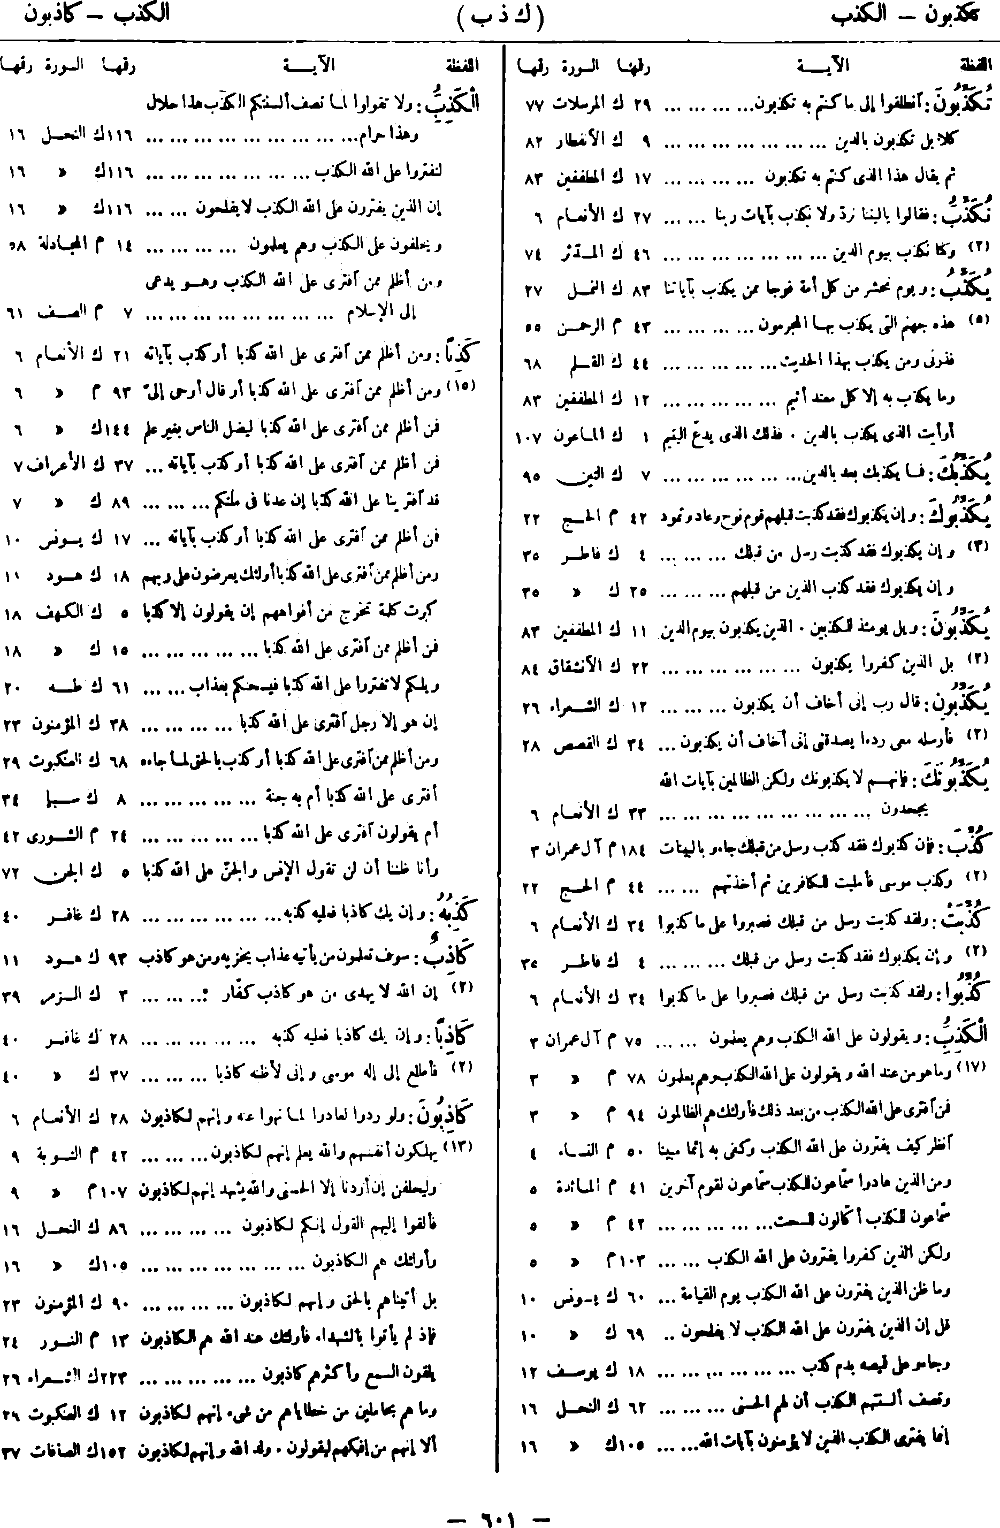 تكذبون — الكذب
( ك ذ ب )
الكذب — كاذبون
اللفظة الآيــــة رقمها السورة رقمها
تُكَذِّبُونَ : انطلقوا إلى ما كنتم به تكذبون... ... ... ... ٢٩ ك المرسلات ٧٧
كلا بل تكذبون بالدين ... ... ... ... ... ... ... ٩ ك الأنفطار ٨٢
ثم يقال هذا الذى كنتم به تكذبون ... ... ... ... ١٧ ك المطففين ٨٣
نُكَذِّبُ : فقالوا ياليتنا نردّ ولا نكذب بآيات ربنا ... ... ٢٧ ك الأنعام ٦
(٢) وكنا نكذب بيوم الدين ... ... ... ... ... ... ... ٤٦ ك المدثر ٧٤
يُكَذِّبُ : ويوم نحشر من كل أمة فوجا ممن يكذب بآياتنا ٨٣ ك النمل ٢٧
(٥) هذه جهنم التى يكذب بها المجرمون... ... ... ... ٤٣ م الرحمن ٥٥
فذرنى ومن يكذب بهذا الحديث... ... ... ... ... ٤٤ ك القلم ٦٨
وما يكذب به إلا كل معتد أثيم ... ... ... ... ... ١٢ ك المطففين ٨٣
أرأيت الذى يكذب بالدين . فذلك الذى يدعّ اليتيم ١ ك الماعون ١٠٧
يُكَذِّبُكَ : فما يكذبك بعد بالدين... ... ... ... ... ... ٧ ك التين ٩٥
يُكَذِّبُوكَ : وإن يكذبوك فقد كذبت قبلهم قوم نوح وعاد وثمود ٤٢ م الحج ٢٢
(٣) وإن يكذبوك فقد كذبت رسل من قبلك ... ... ... ٤ ك فاطر ٣٥
وإن يكذبوك فقد كذب الذين من قبلهم ... ... ... ٢٥ ك » ٣٥
يُكَذِّبُونَ : ويل يومئذ للمكذبين . الذين يكذبون بيوم الدين ١١ ك المطففين ٨٣
(٢) بل الذين كفروا يكذبون ... ... ... ... ... ... ... ٢٢ ك الأنشقاق ٨٤
يُكَذِّبُونِ : قال رب إنى أخاف أن يكذبون ... ... ... ... ١٢ ك الشعراء ٢٦
(٢) فأرسله معى ردءا يصدقنى إنى أخاف أن يكذبون ... ٣٤ ك القصص ٢٨
يُكَذِّبُونَكَ : فإنهم لا يكذبونك ولكن الظالمين بآيات الله
يجحدون ... ... ... ... ... ... ... ... ... ٣٣ ك الأنعام ٦
كُذِّبَ : فإن كذبوك فقد كذب رسل من قبلك جاءو بالبينات ١٨٤ م آل عمران ٣
(٢) وكذب موسى فأمليت للكافرين ثم أخذتهم ... ... ٤٤ م الحج ٢٢
كُذِّبَتْ : ولقد كذبت رسل من قبلك فصبروا على ما كذبوا ٣٤ ك الأنعام ٦
(٢) وإن يكذبوك فقد كذبت رسل من قبلك ... ... ... ٤ ك فاطر ٣٥
كُذِّبُوا : ولقد كذبت رسل من قبلك فصبروا على ما كذبوا ٣٤ ك الأنعام ٦
الْكَذِبَ : ويقولون على الله الكذب وهم يعلمون ... ... ٧٥ م آل عمران ٣
(١٧) وما هو من عند الله ويقولون على الله الكذب وهم يعلمون ٧٨ م » ٣
فمن افترى على الله الكذب من بعد ذلك فأولئك هم الظالمون ٩٤ م » ٣
انظر كيف يفترون على الله الكذب وكفى به إثما مبينا ٥٠ م النساء ٤
ومن الذين هادوا سمّاعون للكذب سمّاعون لقوم آخرين ٤١ م المائدة ٥
سمّاعون للكذب أكّالون للسحت... ... ... ... ... ٤٢ م » ٥
ولكن الذين كفروا يفترون على الله الكذب ... ... ١٠٣ م » ٥
وما ظن الذين يفترون على الله الكذب يوم القيامة ... ٦٠ ك يونس ١٠
قل إن الذين يفترون على الله الكذب لا يفلحون .. ٦٩ ك » ١٠
وجاءو على قميصه بدم كذب ... ... ... ... ... ... ١٨ ك يوسف ١٢
وتصف ألسنتهم الكذب أن لهم الحسنى ... ... ... ٦٢ ك النحل ١٦
إنما يفترى الكذب الذين لا يؤمنون بآيات الله... ... ١٠٥ ك » ١٦
اللفظة الآيــــة رقمها السورة رقمها
الْكَذِبَ : ولا تقولوا لما تصف ألسنتكم الكذب هذا حلال
وهذا حرام... ... ... ... ... ... ... ... ... ١١٦ ك النحل ١٦
لتفتروا على الله الكذب ... ... ... ... ... ... ... ١١٦ ك » ١٦
إن الذين يفترون على الله الكذب لا يفلحون ... ... ١١٦ ك » ١٦
ويحلفون على الكذب وهم يعلمون ... ... ... ... ١٤ م المجادلة ٥٨
ومن أظلم ممن افترى على الله الكذب وهو يدعى
إلى الإسلام ... ... ... ... ... ... ... ... ٧ م الصف ٦١
كَذِبًا : ومن أظلم ممن افترى على الله كذبا أو كذب بآياته ٢١ ك الأنعام ٦
(١٥) ومن أظلم ممن افترى على الله كذبا أو قال أوحى إلىّ ٩٣ م » ٦
فمن أظلم ممن افترى على الله كذبا ليضل الناس بغير علم ١٤٤ ك » ٦
فمن أظلم ممن افترى على الله كذبا أو كذب بآياته ... ٣٧ ك الأعراف ٧
قد افترينا على الله كذبا إن عدنا فى ملتكم ... ... ... ٨٩ ك » ٧
فمن أظلم ممن افترى على الله كذبا أو كذب بآياته ... ١٧ ك يونس ١٠
ومن أظلم ممن افترى على الله كذبا أولئك يعرضون على ربهم ١٨ ك هود ١١
كبرت كلمة تخرج من أفواههم إن يقولون إلا كذبا ٥ ك الكهف ١٨
فمن أظلم ممن افترى على الله كذبا ... ... ... ... ... ١٥ ك » ١٨
ويلكم لا تفتروا على الله كذبا فيسحتكم بعذاب ... ... ٦١ ك طه ٢٠
إن هو إلا رجل افترى على الله كذبا ... ... ... ... ٣٨ ك المؤمنون ٢٣
ومن أظلم ممن افترى على الله كذبا أو كذب بالحق لما جاءه ٦٨ ك العنكبوت ٢٩
أفترى على الله كذبا أم به جنة ... ... ... ... ... ٨ ك سبإ ٣٤
أم يقولون افترى على الله كذبا ... ... ... ... ... ٢٤ م الشورى ٤٢
وأنا ظننا أن لن تقول الإنس والجنّ على الله كذبا ٥ ك الجن ٧٢
كَذِبُهُ : وإن يك كاذبا فعليه كذبه... ... ... ... ... ... ٢٨ ك غافر ٤٠
كَاذِبٌ : سوف تعلمون من يأتيه عذاب يخزيه ومن هو كاذب ٩٣ ك هود ١١
(٢) إن الله لا يهدى من هو كاذب كفّار ... ... ... ٣ ك الزمر ٣٩
كَاذِبًا : وإن يك كاذبا فعليه كذبه ... ... ... ... ... ... ٢٨ ك غافر ٤٠
(٢) فأطلع إلى إله موسى وإنى لأظنه كاذبا ... ... ... ٣٧ ك » ٤٠
كَاذِبُونَ : ولو ردوا لعادوا لما نهوا عنه وإنهم لكاذبون ٢٨ ك الأنعام ٦
(١٣) يهلكون أنفسهم والله يعلم إنهم لكاذبون ... ... ... ٤٢ م التوبة ٩
وليحلفن إن أردنا إلا الحسنى والله يشهد إنهم لكاذبون ١٠٧ م » ٩
فألقوا إليهم القول إنكم لكاذبون ... ... ... ... ٨٦ ك النحل ١٦
وأولئك هم الكاذبون ... ... ... ... ... ... ... ... ١٠٥ ك » ١٦
بل أتيناهم بالحق وإنهم لكاذبون ... ... ... ... ... ٩٠ ك المؤمنون ٢٣
فإذ لم يأتوا بالشهداء فأولئك عند الله هم الكاذبون ١٣ م النور ٢٤
يلقون السمع وأكثرهم كاذبون ... ... ... ... ... ٢٢٣ ك الشعراء ٢٦
وما هم بحاملين من خطاياهم من شىء إنهم لكاذبون ١٢ ك العنكبوت ٢٩
ألا إنهم من إفكهم ليقولون . ولد الله وإنهم لكاذبون ١٥٢ ك الصافات ٣٧
— ٦٠١ —